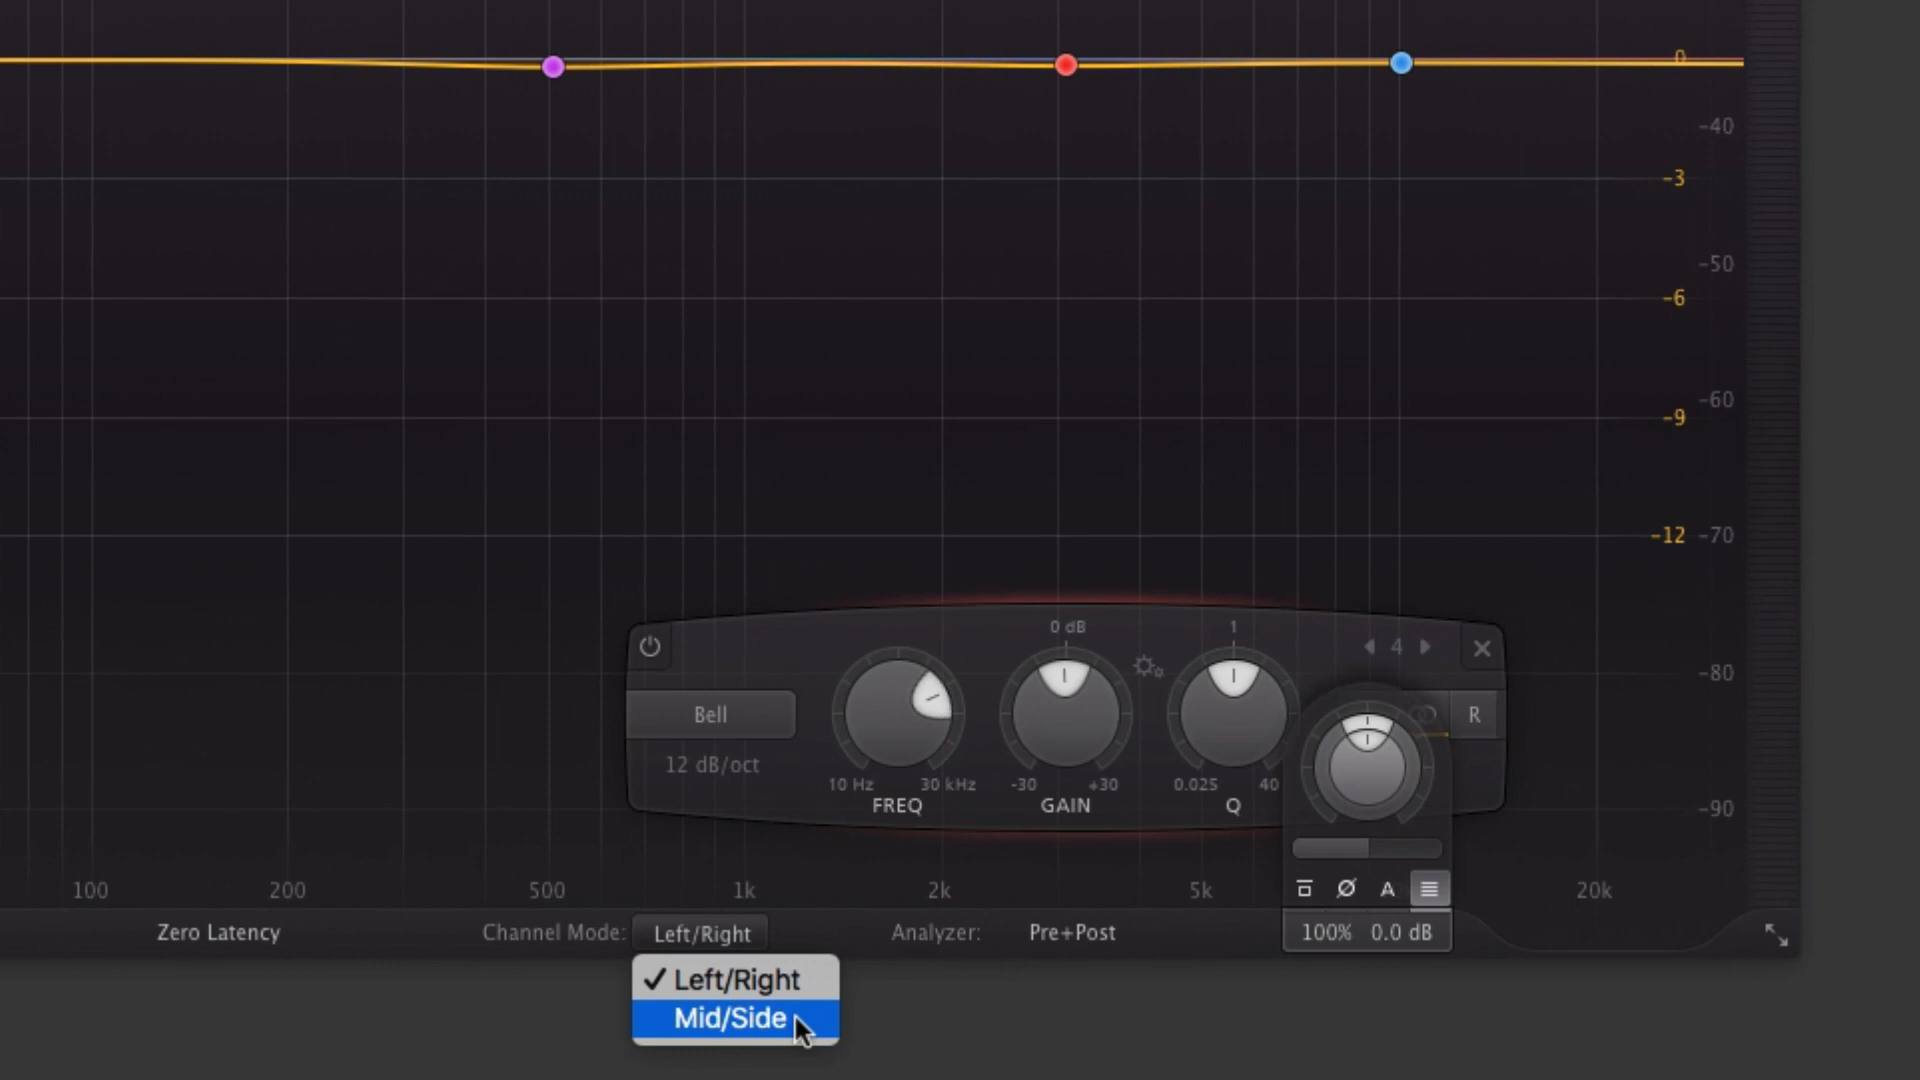 0
-40
-3
-50
-6
-60
-9
-12 -70
0 dB 1
4
-80
Bell
R
12 dB/oct
10 Hz 30 kHz -30 +30 0.025 40
FREQ GAIN Q
-90
A
100 200 500 1k 2k 5k 20k
Zero Latency Channel Mode: Left/Right Analyzer: Pre+Post 100% 0.0 dB
✓ Left/Right
Mid/Side